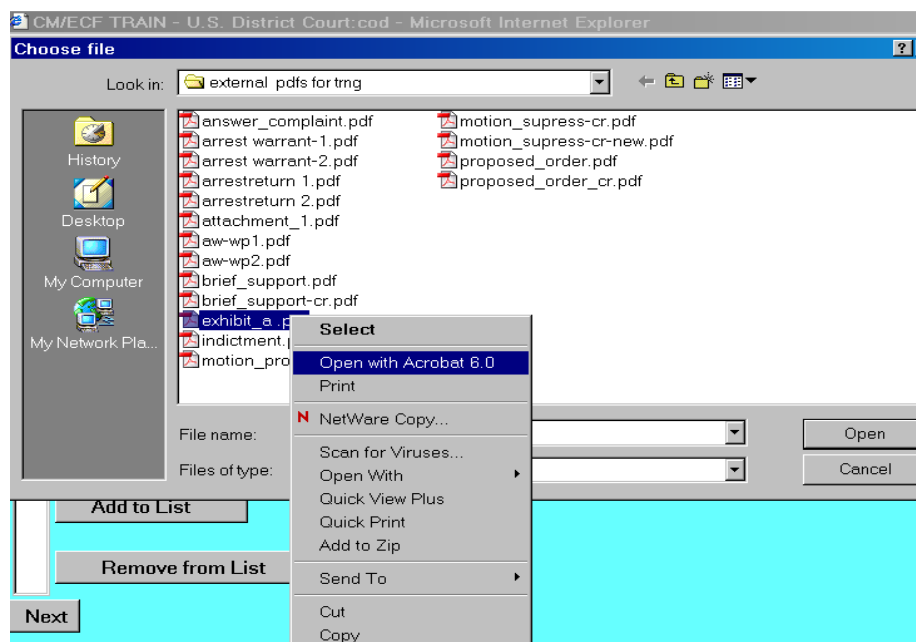 CM/ECF TRAIN - U.S. District Court:cod - Microsoft Internet Explorer
Choose file
?
Look in:
external pdfs for trng
History
Desktop
My Computer
My Network Pla...
answer_complaint.pdf
arrest warrant-1.pdf
arrest warrant-2.pdf
arrestreturn 1.pdf
arrestreturn 2.pdf
attachment_1.pdf
aw-wp1.pdf
aw-wp2.pdf
brief_support.pdf
brief_support-cr.pdf
exhibit_a .p
indictment.
motion_pro
motion_supress-cr.pdf
motion_supress-cr-new.pdf
proposed_order.pdf
proposed_order_cr.pdf
Select
Open with Acrobat 6.0
Print
N NetWare Copy...
Scan for Viruses...
Open With
Quick View Plus
Quick Print
Add to Zip
Send To
Cut
Copy
File name:
Open
Files of type:
Cancel
Add to List
Remove from List
Next